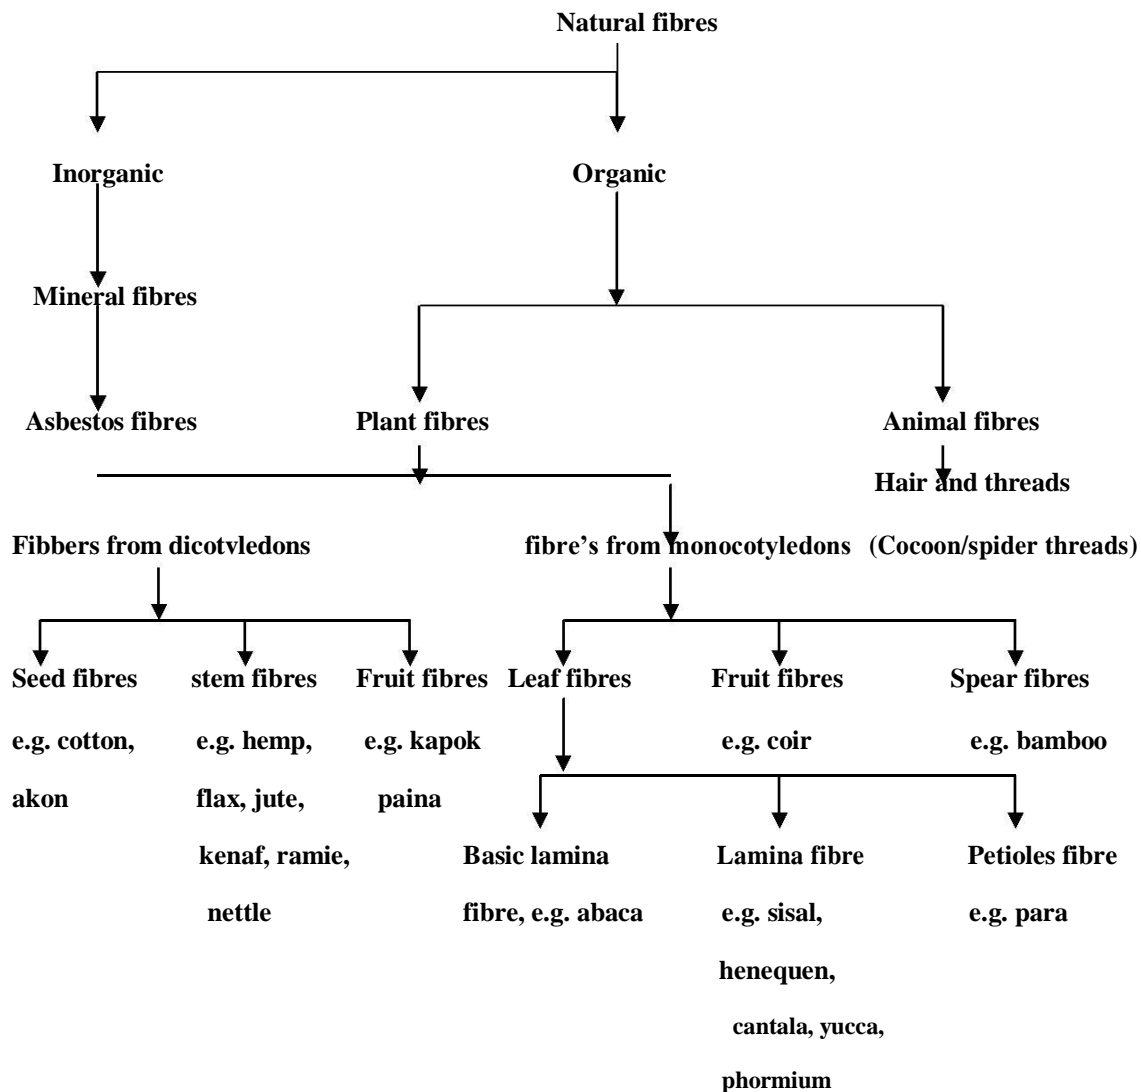 Natural fibres
Inorganic Organic
Mineral fibres
Asbestos fibres Plant fibres Animal fibres
Hair and threads
Fibbers from dicotvledons fibre's from monocotyledons (Cocoon/spider threads)
Seed fibres stem fibres Fruit fibres Leaf fibres Fruit fibres Spear fibres
e.g. cotton, e.g. hemp, e.g. kapok e.g. coir e.g. bamboo
akon flax, jute, paina
kenaf, ramie, Basic lamina Lamina fibre Petioles fibre
nettle fibre, e.g. abaca e.g. sisal, e.g. para
henequen,
cantala, yucca,
phormium